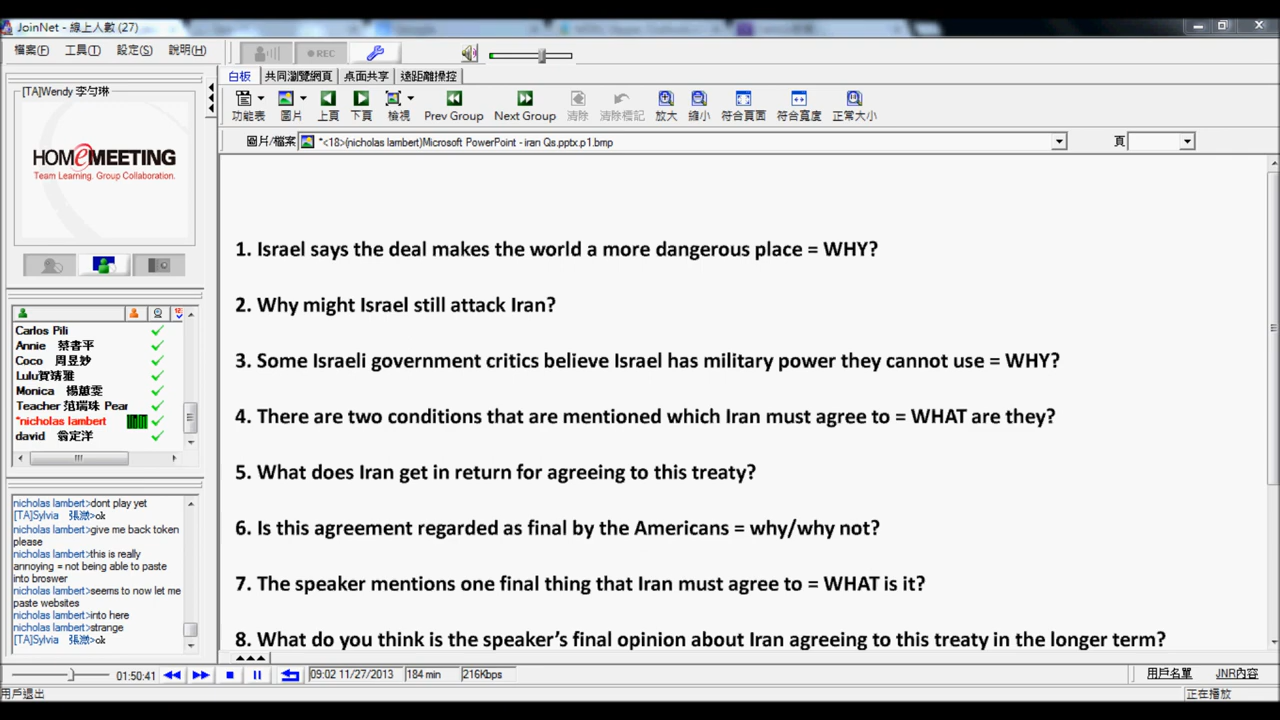 JoinNet - 線上人數 (27)
檔案(F) 工具(T) 設定(S) 說明(H)
REC
[TA]Wendy 李勻琳
HOMEMEETING
Team Learning. Group Collaboration.
白板 共同瀏覽網頁 桌面共享 遠距離操控
功能表 圖片 上頁 下頁 檢視 Prev Group Next Group 清除 清除標記 放大 縮小 符合頁面 符合寬度 正常大小
圖片/檔案 *<18>(nicholas lambert)Microsoft PowerPoint - iran Qs.pptx.p1.bmp 頁
1. Israel says the deal makes the world a more dangerous place = WHY?
2. Why might Israel still attack Iran?
3. Some Israeli government critics believe Israel has military power they cannot use = WHY?
4. There are two conditions that are mentioned which Iran must agree to = WHAT are they?
5. What does Iran get in return for agreeing to this treaty?
6. Is this agreement regarded as final by the Americans = why/why not?
7. The speaker mentions one final thing that Iran must agree to = WHAT is it?
8. What do you think is the speaker's final opinion about Iran agreeing to this treaty in the longer term?
Carlos Pili
Annie 蔡書平
Coco 周昱妙
Lulu賀靖雅
Monica 楊蕙雯
Teacher 范瑞珠 Pear
*nicholas lambert
david 翁定洋
nicholas lambert>dont play yet
[TA]Sylvia 張溦>ok
nicholas lambert>give me back token
please
nicholas lambert>this is really
annoying = not being able to paste
into broswer
nicholas lambert>seems to now let me
paste websites
nicholas lambert>into here
nicholas lambert>strange
[TA]Sylvia 張溦>ok
01:50:41 09:02 11/27/2013 184 min 216Kbps 用戶名單 JNR內容
用戶退出 正在播放